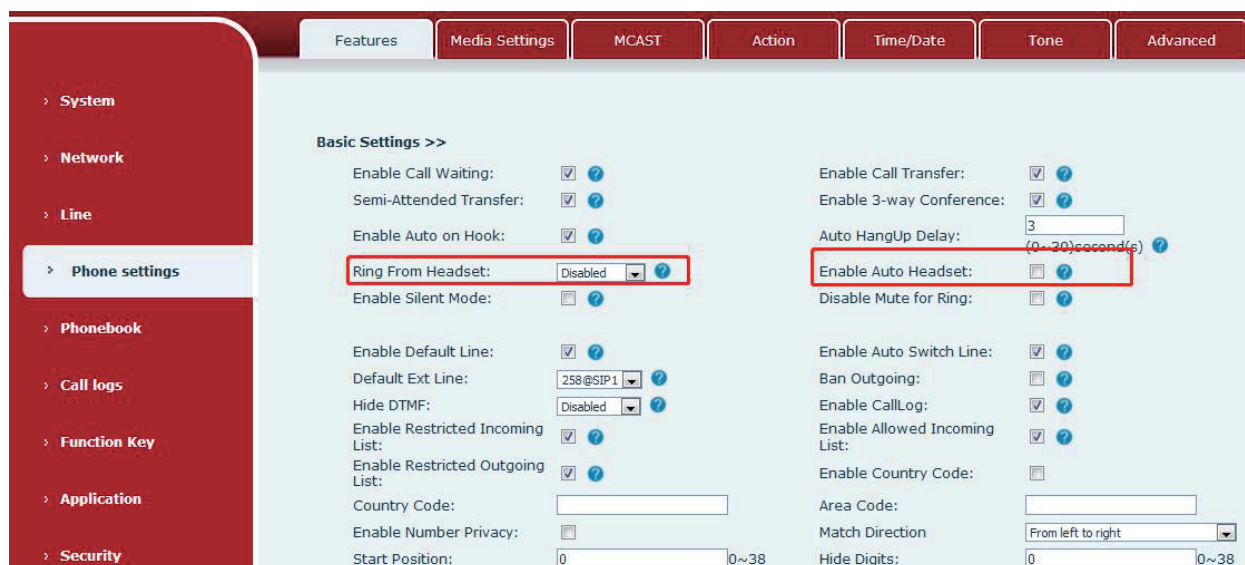 Features
Media Settings
MCAST
Action
Time/Date
Tone
Advanced
› System
› Network
› Line
› Phone settings
› Phonebook
› Call logs
› Function Key
› Application
› Security
Basic Settings >>
Enable Call Waiting: ?
Enable Call Transfer: ?
Semi-Attended Transfer: ?
Enable 3-way Conference: ?
Enable Auto on Hook: ?
Auto HangUp Delay: 3
(0~30)second(s) ?
Ring From Headset: Disabled ?
Enable Auto Headset: ?
Enable Silent Mode: ?
Disable Mute for Ring: ?
Enable Default Line: ?
Enable Auto Switch Line: ?
Default Ext Line: 258@SIP1 ?
Ban Outgoing: ?
Hide DTMF: Disabled ?
Enable CallLog: ?
Enable Restricted Incoming
List: ?
Enable Allowed Incoming
List: ?
Enable Restricted Outgoing
List: ?
Enable Country Code:
Country Code:
Area Code:
Enable Number Privacy:
Match Direction From left to right
Start Position: 0 0~38
Hide Digits: 0 0~38